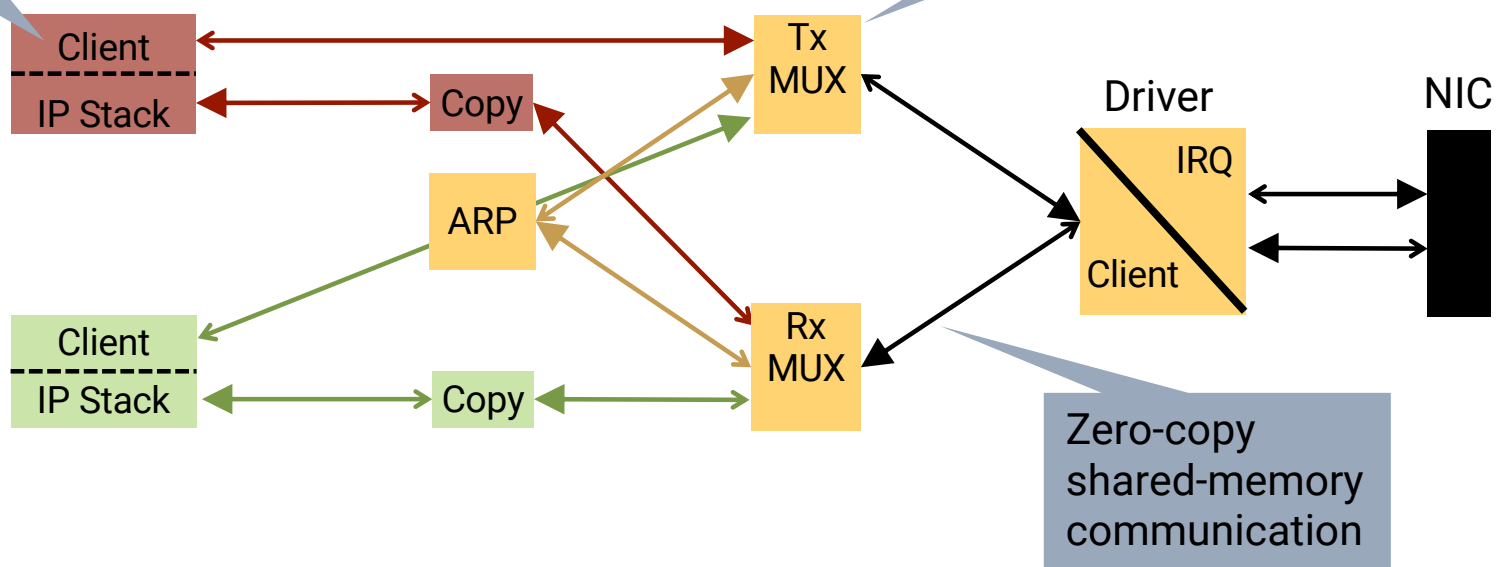 Client
IP Stack
Copy
ARP
Client
IP Stack
Copy
Tx
MUX
Rx
MUX
Driver
IRQ
Client
NIC
Zero-copy
shared-memory
communication